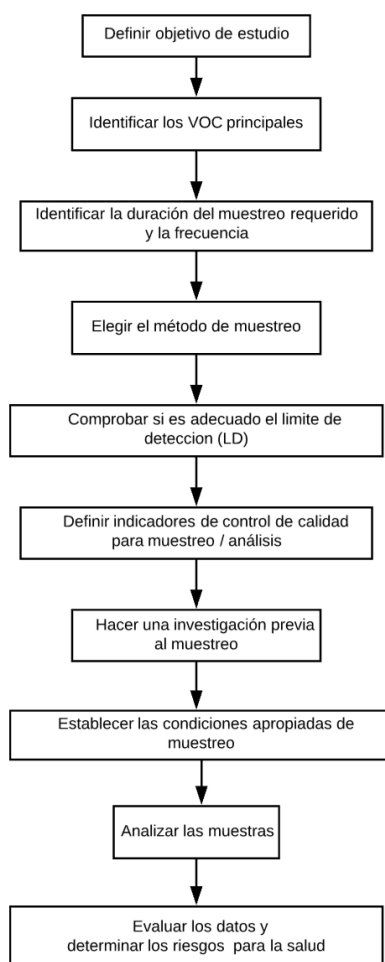 Definir objetivo de estudio
Identificar los VOC principales
Identificar la duración del muestreo requerido
y la frecuencia
Elegir el método de muestreo
Comprobar si es adecuado el limite de
deteccion (LD)
Definir indicadores de control de calidad
para muestreo / análisis
Hacer una investigación previa
al muestreo
Establecer las condiciones apropiadas de
muestreo
Analizar las muestras
Evaluar los datos y
determinar los riesgos para la salud